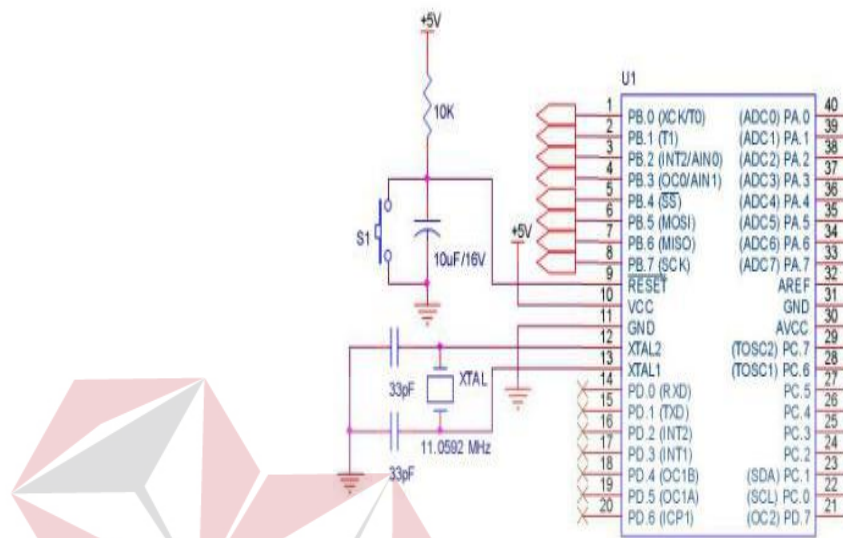 +5V
10K
S1
10uF/16V
+5V
33pF
XTAL
11.0592 MHz
33pF
U1
1 PB.0 (XCK/T0) (ADC0) PA.0 40
2 PB.1 (T1) (ADC1) PA.1 39
3 PB.2 (INT2/AIN0) (ADC2) PA.2 38
4 PB.3 (OC0/AIN1) (ADC3) PA.3 37
5 PB.4 (SS) (ADC4) PA.4 36
6 PB.5 (MOSI) (ADC5) PA.5 35
7 PB.6 (MISO) (ADC6) PA.6 34
8 PB.7 (SCK) (ADC7) PA.7 33
9 RESET AREF 32
10 VCC GND 31
11 GND AVCC 30
12 XTAL2 (TOSC2) PC.7 29
13 XTAL1 (TOSC1) PC.6 28
14 PD.0 (RXD) PC.5 27
15 PD.1 (TXD) PC.4 26
16 PD.2 (INT2) PC.3 25
17 PD.3 (INT1) PC.2 24
18 PD.4 (OC1B) (SDA) PC.1 23
19 PD.5 (OC1A) (SCL) PC.0 22
20 PD.6 (ICP1) (OC2) PD.7 21